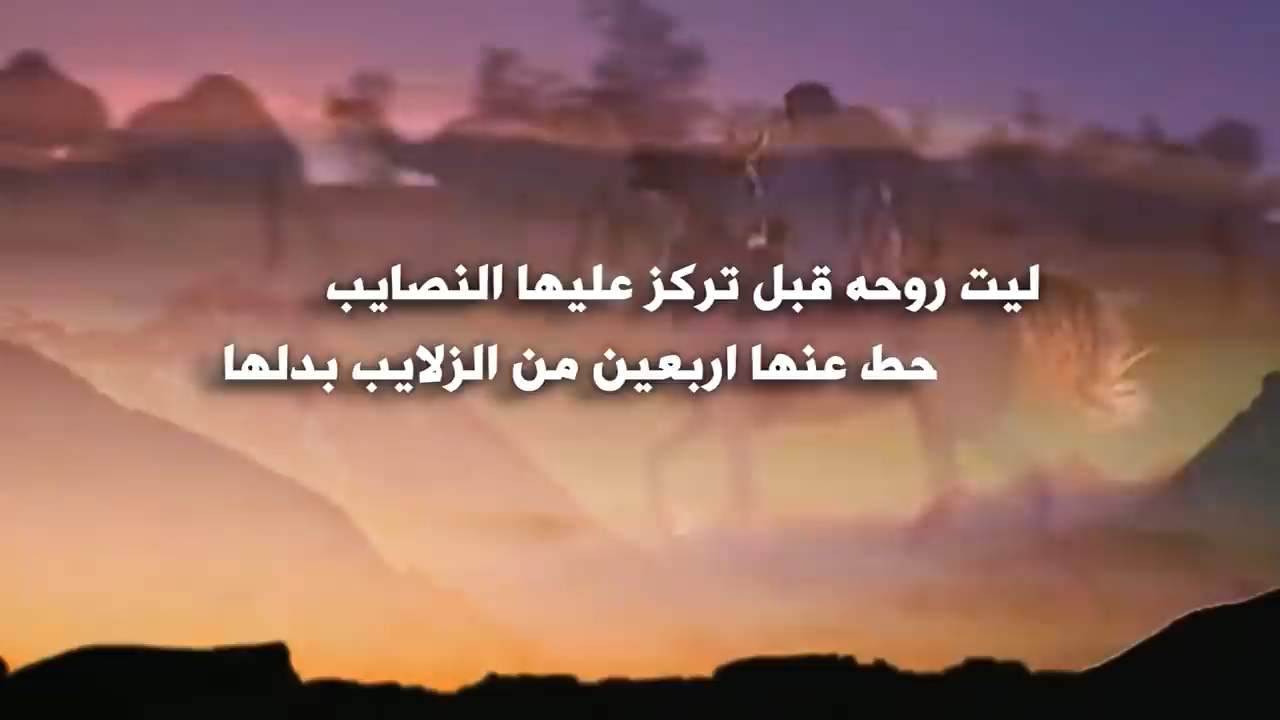 ليت روحه قبل تركز عليها النصايب
حط عنها اربعين من الزلايب بدلها